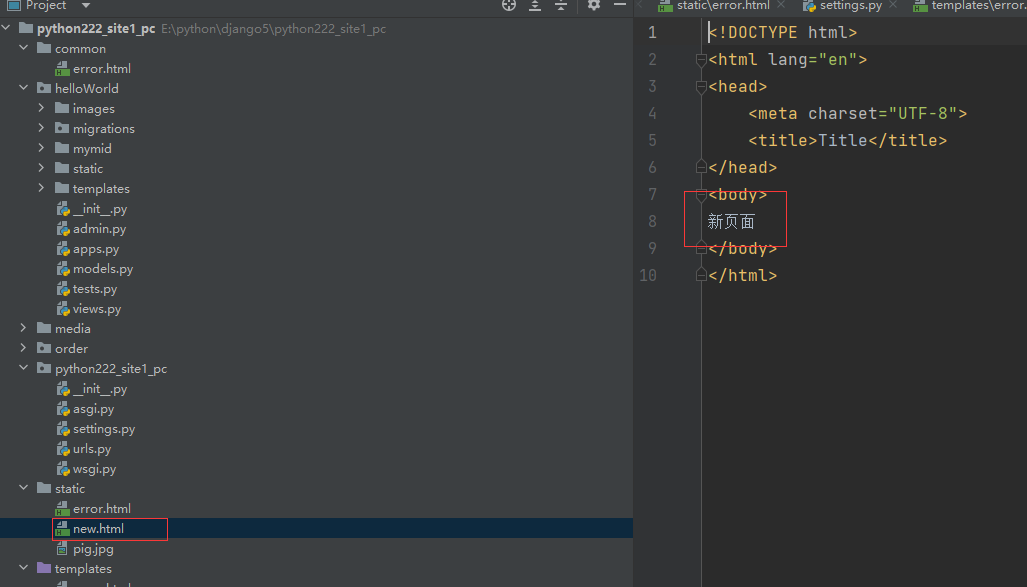 Project
static\error.html
settings.py
templates\error.
python222_site1_pc E:\python\django5\python222_site1_pc
common
error.html
helloWorld
images
migrations
mymid
static
templates
__init__.py
admin.py
apps.py
models.py
tests.py
views.py
media
order
python222_site1_pc
__init__.py
asgi.py
settings.py
urls.py
wsgi.py
static
error.html
new.html
pig.jpg
templates
1 <!DOCTYPE html>
2 <html lang="en">
3 <head>
4 <meta charset="UTF-8">
5 <title>Title</title>
6 </head>
7 <body>
8 新页面
9 </body>
10 </html>